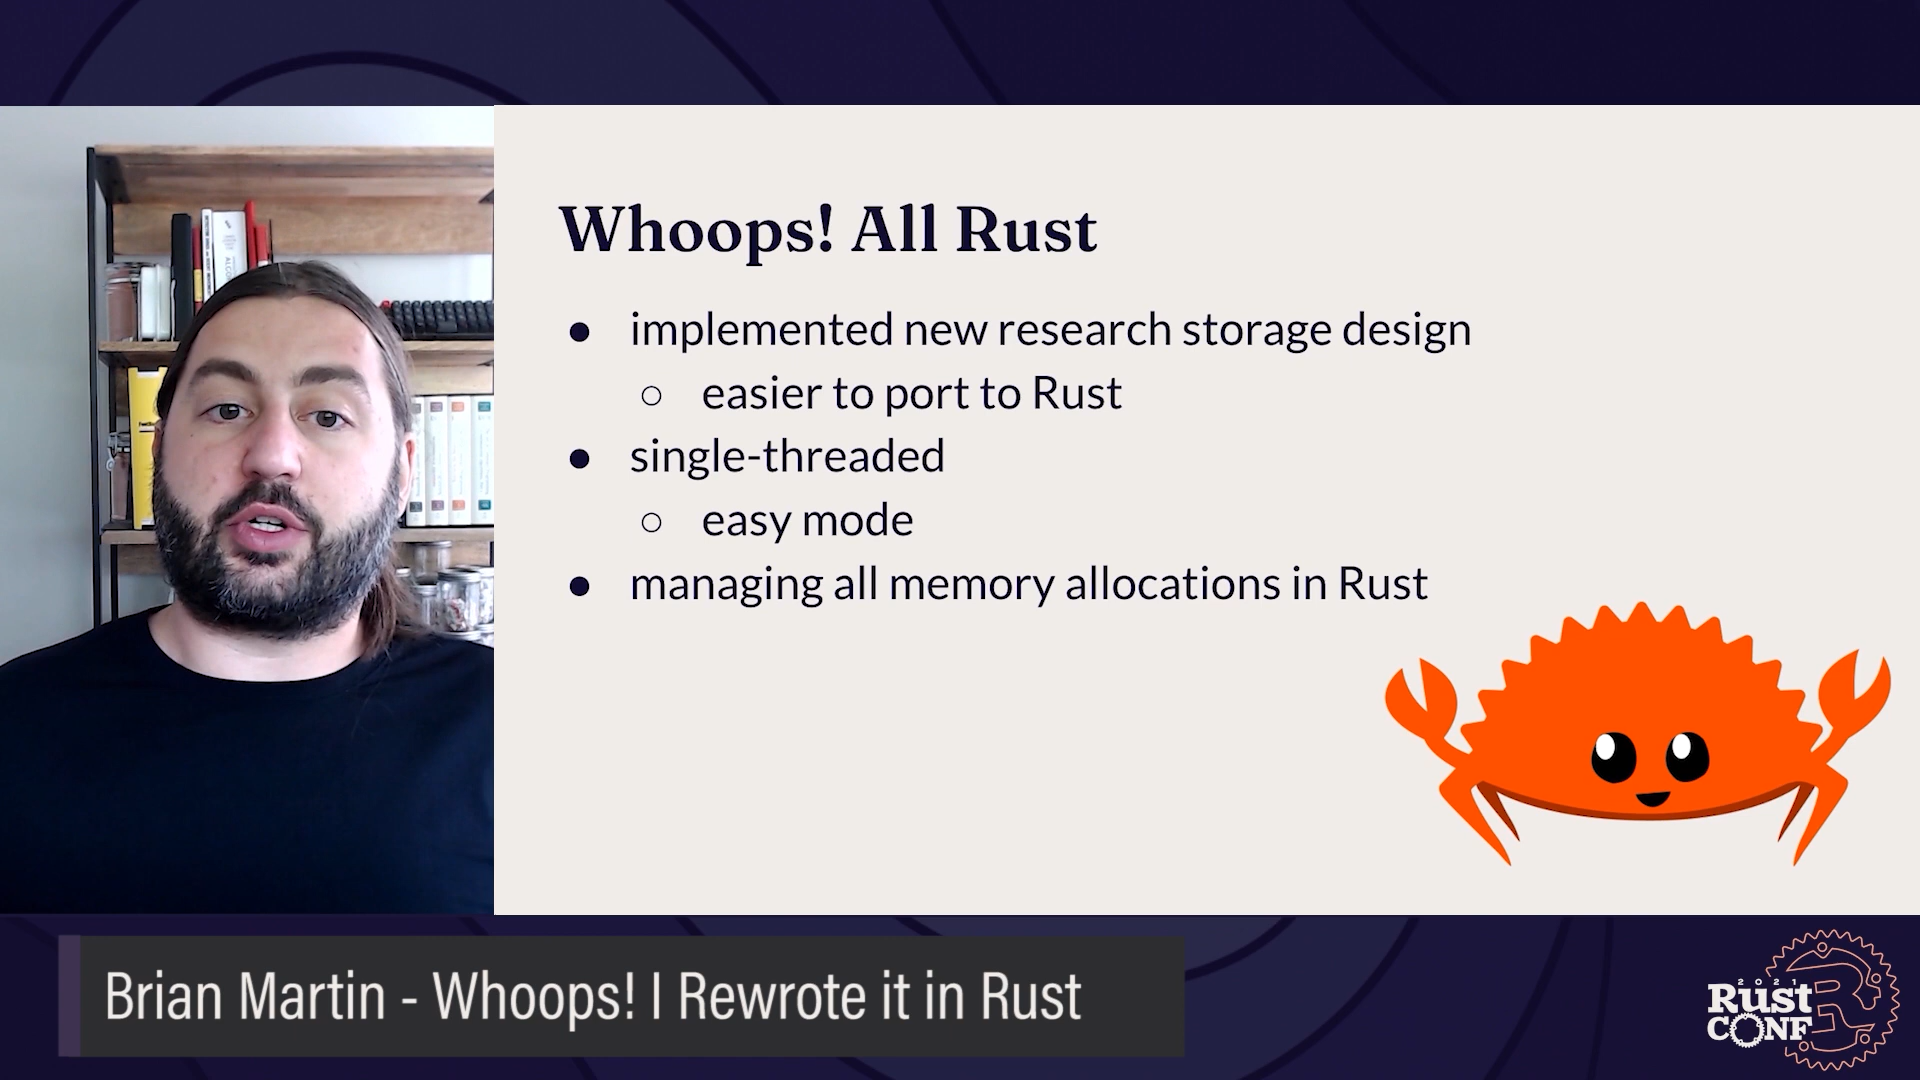 Whoops! All Rust
● implemented new research storage design
○ easier to port to Rust
● single-threaded
○ easy mode
● managing all memory allocations in Rust
Brian Martin - Whoops! I Rewrote it in Rust
2021
Rust
CONF
R